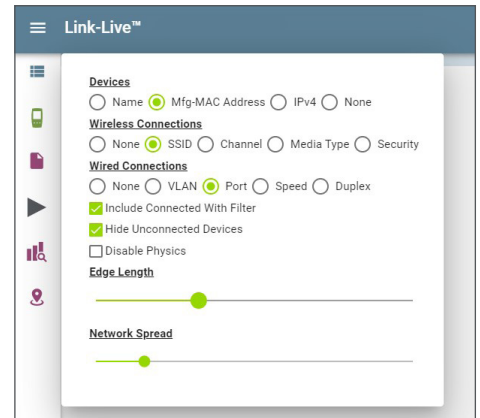 Link-Live™
Devices
Name Mfg-MAC Address IPv4 None
Wireless Connections
None SSID Channel Media Type Security
Wired Connections
None VLAN Port Speed Duplex
Include Connected With Filter
Hide Unconnected Devices
Disable Physics
Edge Length
Network Spread